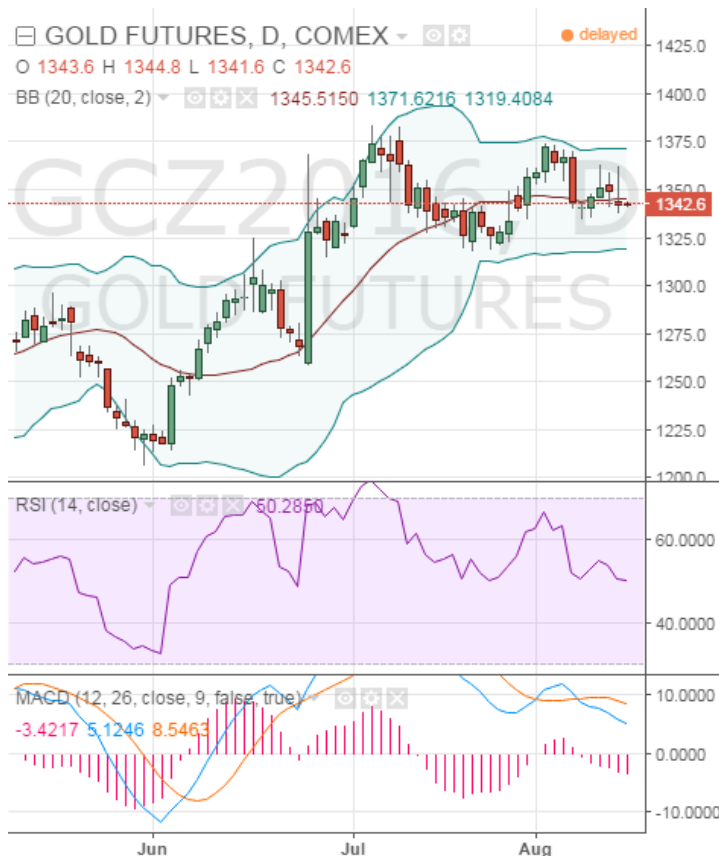 GOLD FUTURES, D, COMEX
delayed
O 1343.6 H 1344.8 L 1341.6 C 1342.6
BB (20, close, 2) 1345.5150 1371.6216 1319.4084
GCZ2016, D
GOLD FUTURES
1425.0
1400.0
1375.0
1350.0
1342.6
1325.0
1300.0
1275.0
1250.0
1225.0
1200.0
RSI (14, close) 50.2850
60.0000
40.0000
MACD (12, 26, close, 9, false, true)
-3.4217 5.1246 8.5463
10.0000
0.0000
-10.0000
Jun Jul Aug